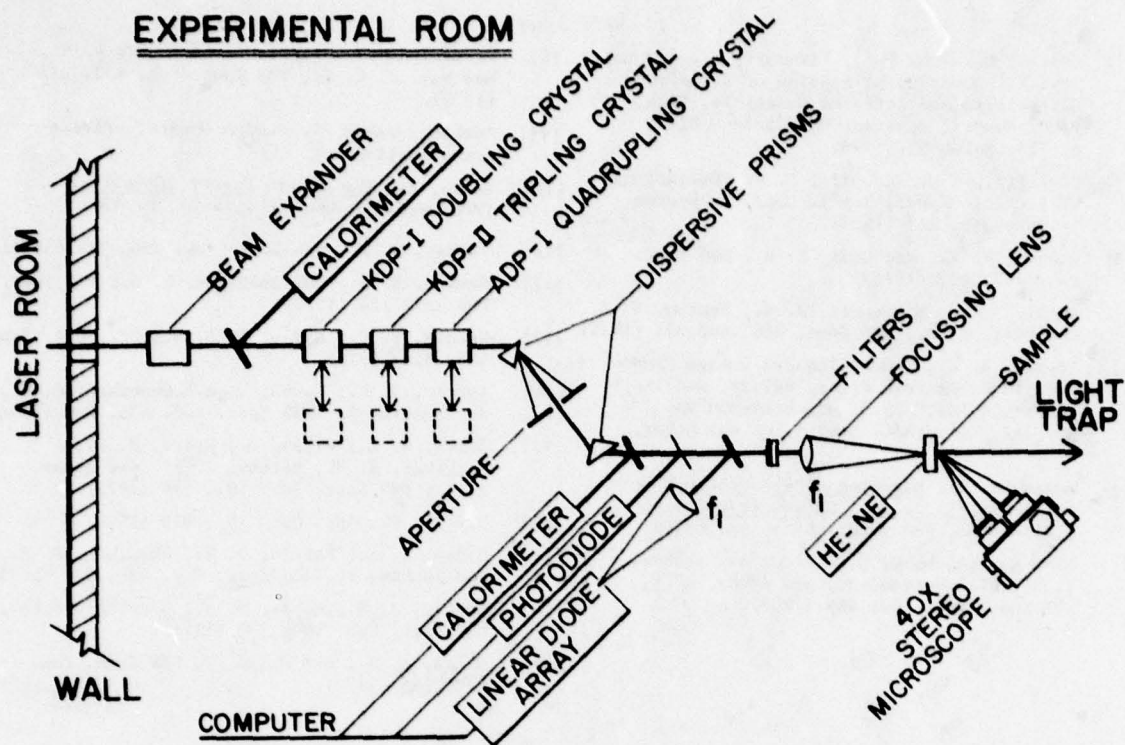 EXPERIMENTAL ROOM
LASER ROOM
WALL
BEAM EXPANDER
CALORIMETER
KDP-I DOUBLING CRYSTAL
KDP-II TRIPLING CRYSTAL
ADP-I QUADRUPLING CRYSTAL
DISPERSIVE PRISMS
APERTURE
FILTERS
FOCUSSING LENS
SAMPLE
LIGHT
TRAP
f1
f1
HE-NE
CALORIMETER
PHOTODIODE
LINEAR DIODE
ARRAY
40X
STEREO
MICROSCOPE
COMPUTER